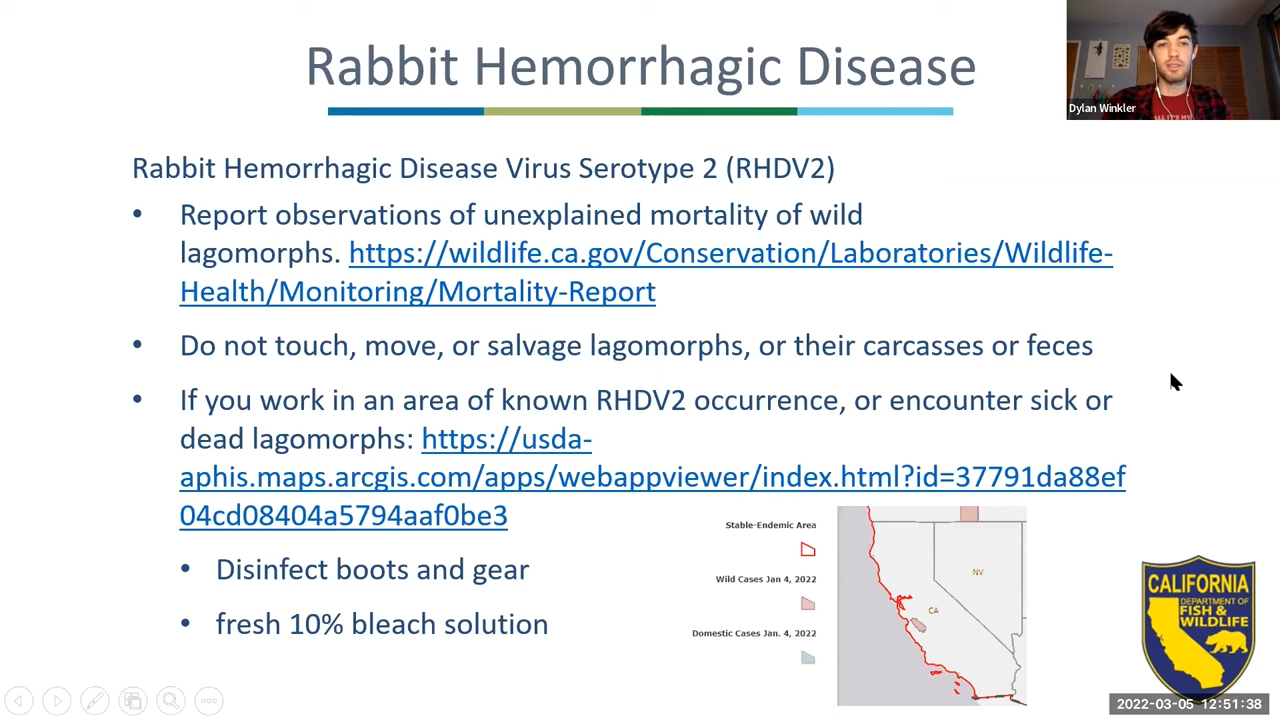 Rabbit Hemorrhagic Disease
Dylan Winkler
Rabbit Hemorrhagic Disease Virus Serotype 2 (RHDV2)
• Report observations of unexplained mortality of wild
lagomorphs. https://wildlife.ca.gov/Conservation/Laboratories/Wildlife-
Health/Monitoring/Mortality-Report
• Do not touch, move, or salvage lagomorphs, or their carcasses or feces
• If you work in an area of known RHDV2 occurrence, or encounter sick or
dead lagomorphs: https://usda-
aphis.maps.arcgis.com/apps/webappviewer/index.html?id=37791da88ef
04cd08404a5794aaf0be3
• Disinfect boots and gear
• fresh 10% bleach solution
Stable-Endemic Area
Wild Cases Jan 4, 2022
Domestic Cases Jan. 4, 2022
NV
CA
CALIFORNIA
DEPARTMENT OF
FISH &
WILDLIFE
2022-03-05 12:51:38